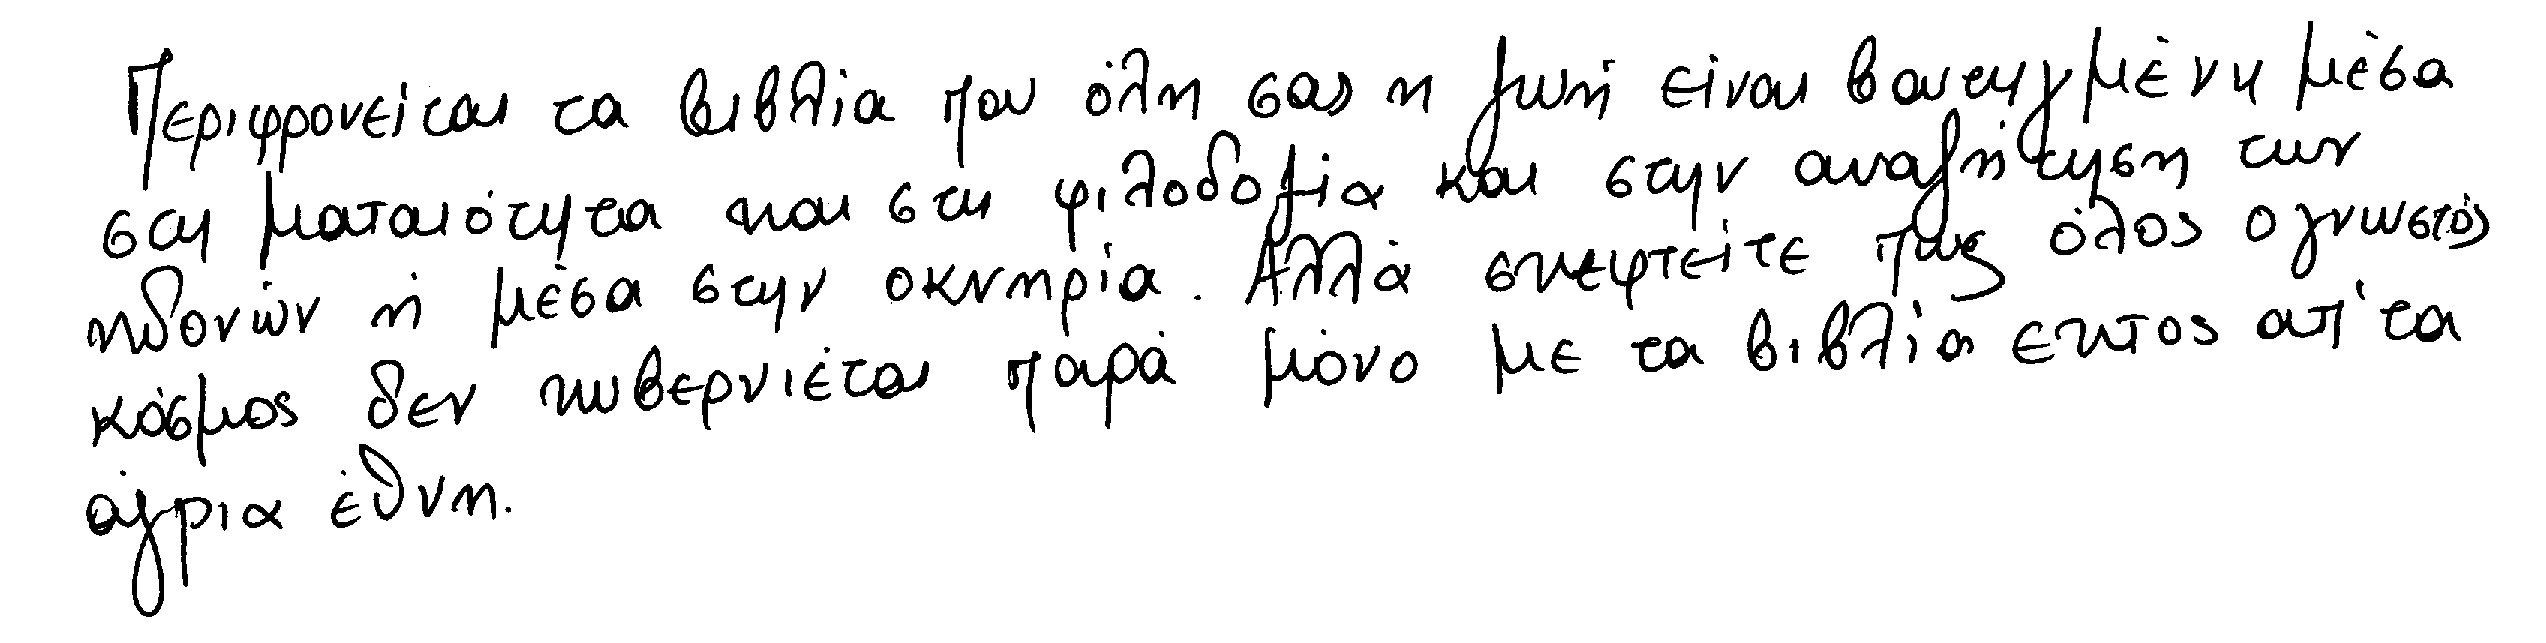 Περιφρονείται τα βιβλία που όλη σας η ζωή είναι βουτηγμένη μέσα
στη ματαιότητα και στη φιλοδοξία και στην αναζήτηση των
ηδονών ή μέσα στην οκνηρία. Αλλά σκεφτείτε πως όλος ο γνωστός
κόσμος δεν κυβερνιέται παρά μόνο με τα βιβλία εκτος απ' τα
άγρια έθνη.